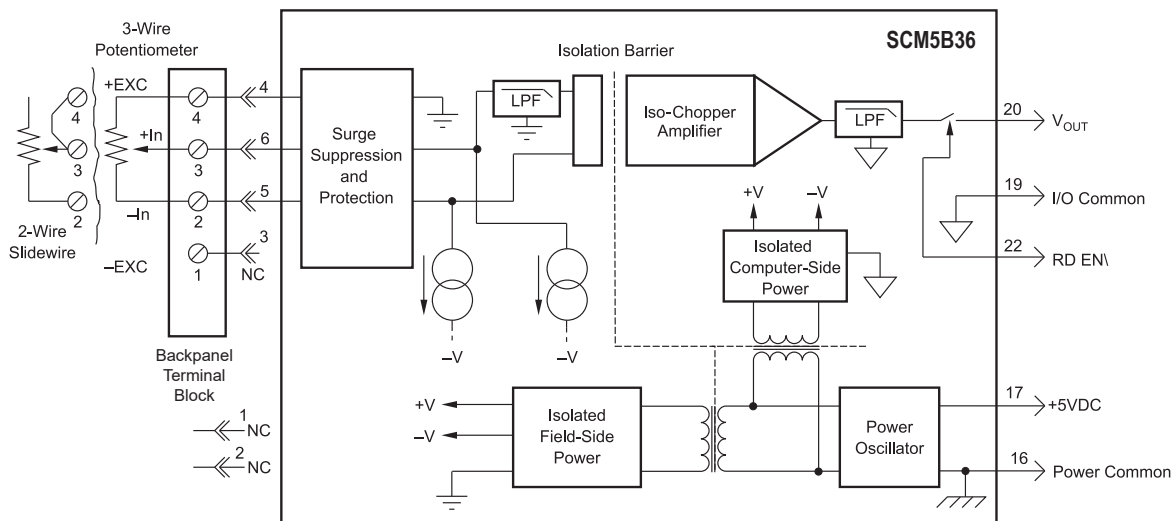 3-Wire
Potentiometer
SCM5B36
Isolation Barrier
+EXC
4
4
4
LPF
Iso-Chopper
Amplifier
LPF
20
VOUT
+In
6
3
3
Surge
Suppression
and
Protection
5
2
2
–In
+V
–V
19
I/O Common
2-Wire
Slidewire
3
–EXC
1
NC
Isolated
Computer-Side
Power
22
RD EN\
–V
–V
Backpanel
Terminal
Block
1
NC
2
NC
+V
–V
Isolated
Field-Side
Power
Power
Oscillator
17
+5VDC
16
Power Common